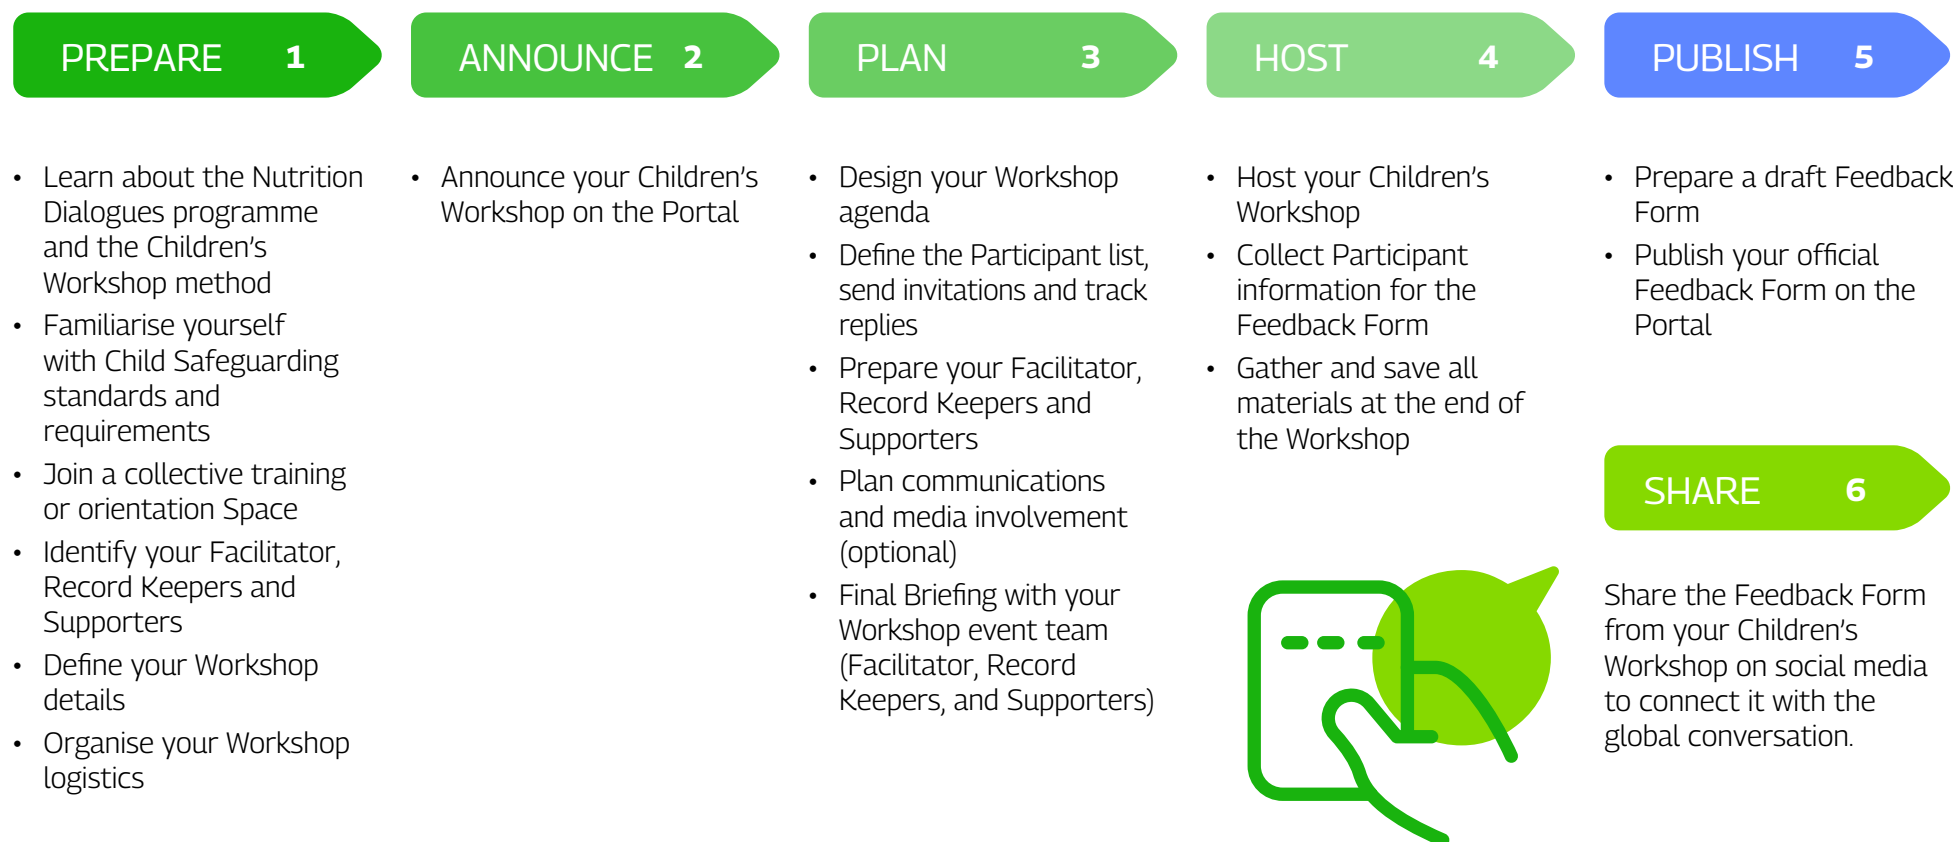 PREPARE 1
• Learn about the Nutrition
Dialogues programme
and the Children's
Workshop method
• Familiarise yourself
with Child Safeguarding
standards and
requirements
• Join a collective training
or orientation Space
• Identify your Facilitator,
Record Keepers and
Supporters
• Define your Workshop
details
• Organise your Workshop
logistics
ANNOUNCE 2
• Announce your Children's
Workshop on the Portal
PLAN 3
• Design your Workshop
agenda
• Define the Participant list,
send invitations and track
replies
• Prepare your Facilitator,
Record Keepers and
Supporters
• Plan communications
and media involvement
(optional)
• Final Briefing with your
Workshop event team
(Facilitator, Record
Keepers, and Supporters)
HOST 4
• Host your Children's
Workshop
• Collect Participant
information for the
Feedback Form
• Gather and save all
materials at the end of
the Workshop
PUBLISH 5
• Prepare a draft Feedback
Form
• Publish your official
Feedback Form on the
Portal
SHARE 6
Share the Feedback Form
from your Children's
Workshop on social media
to connect it with the
global conversation.